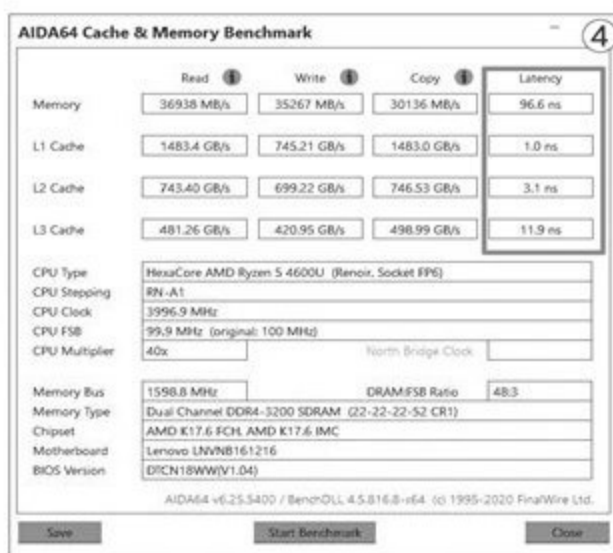 AIDA64 Cache & Memory Benchmark
④
Read Write Copy Latency
Memory 36938 MB/s 35267 MB/s 30136 MB/s 96.6 ns
L1 Cache 1483.4 GB/s 745.21 GB/s 1483.0 GB/s 1.0 ns
L2 Cache 743.40 GB/s 699.22 GB/s 746.53 GB/s 3.1 ns
L3 Cache 481.26 GB/s 420.95 GB/s 498.99 GB/s 11.9 ns
CPU Type HexaCore AMD Ryzen 5 4600U (Renoir, Socket FP6)
CPU Stepping RN-A1
CPU Clock 3996.9 MHz
CPU FSB 99.9 MHz (original: 100 MHz)
CPU Multiplier 40x North Bridge Clock
Memory Bus 1598.8 MHz DRAM:FSB Ratio 48:3
Memory Type Dual Channel DDR4-3200 SDRAM (22-22-22-52 CR1)
Chipset AMD K17.6 FCH, AMD K17.6 IMC
Motherboard Lenovo LNVNB161216
BIOS Version DTCN18WW(V1.04)
AIDA64 v6.25.5400 / BenchDLL 4.5.816.8-x64 (c) 1995-2020 FinalWire Ltd.
Save Start Benchmark Close